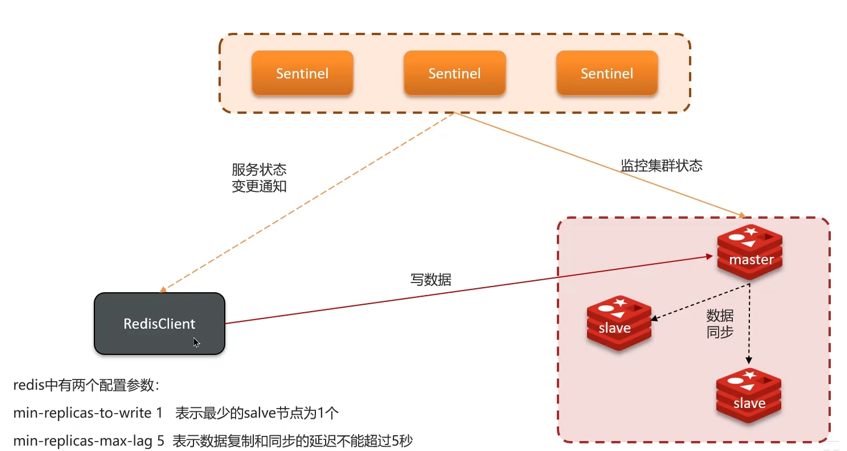 Sentinel
Sentinel
Sentinel
服务状态
变更通知
监控集群状态
master
写数据
RedisClient
slave
数据
同步
slave
redis中有两个配置参数：
min-replicas-to-write 1 表示最少的salve节点为1个
min-replicas-max-lag 5 表示数据复制和同步的延迟不能超过5秒